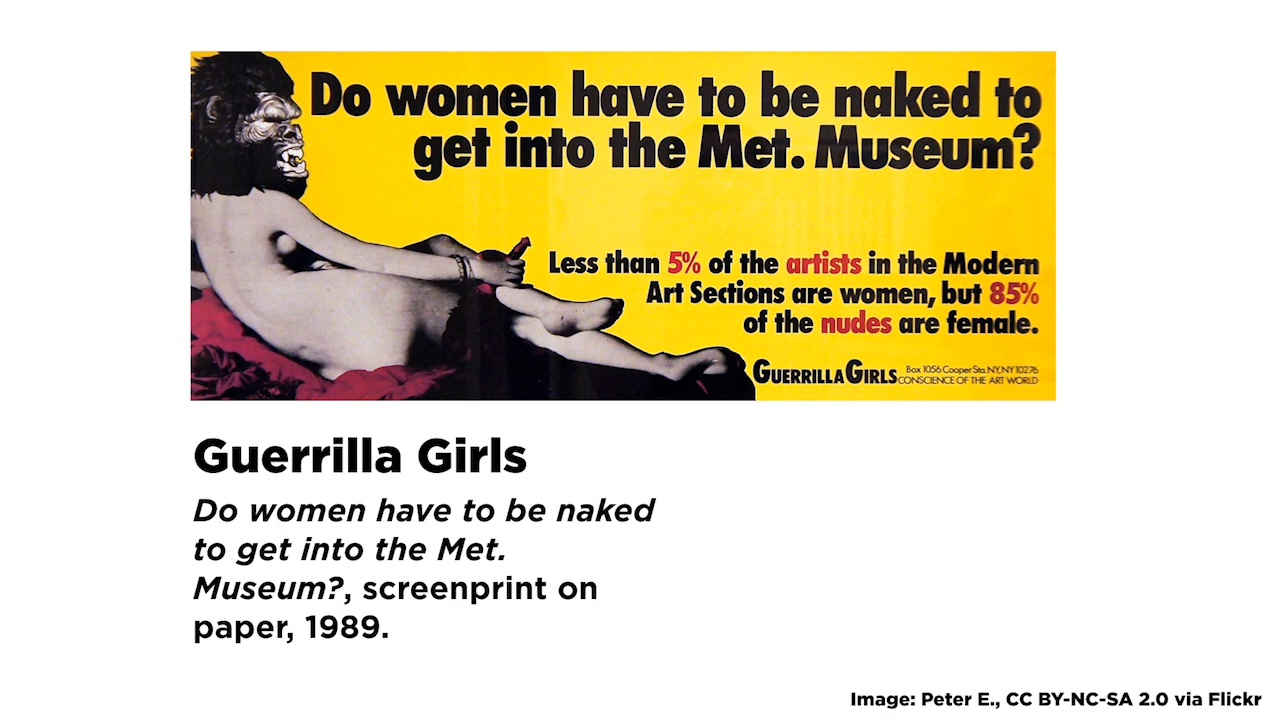 Do women have to be naked to
get into the Met. Museum?
Less than 5% of the artists in the Modern
Art Sections are women, but 85%
of the nudes are female.
GUERRILLA GIRLS Box 1056 Cooper Sta. NY, NY 10276
CONSCIENCE OF THE ART WORLD
Guerrilla Girls
Do women have to be naked
to get into the Met.
Museum?, screenprint on
paper, 1989.
Image: Peter E., CC BY-NC-SA 2.0 via Flickr